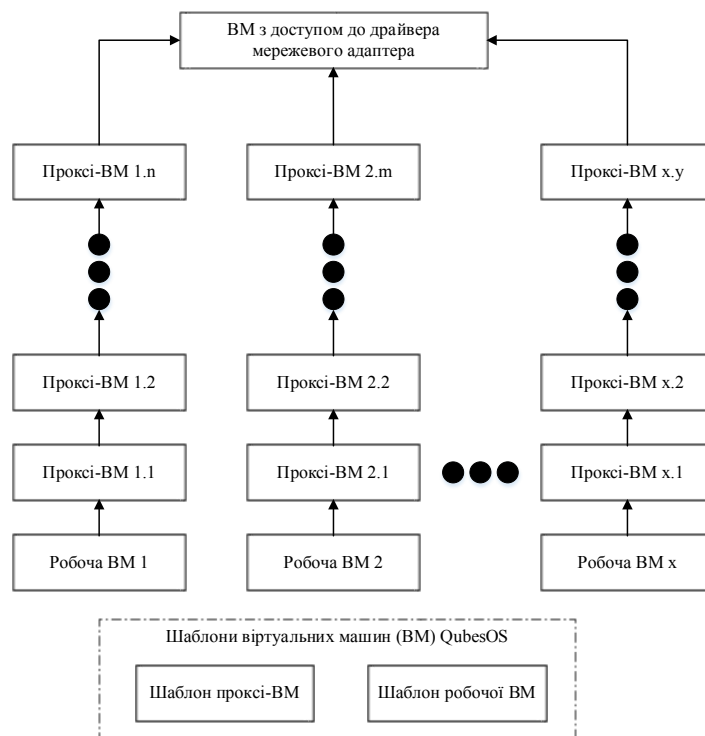 ВМ з доступом до драйвера
мережевого адаптера
Проксі-ВМ 1.n
Проксі-ВМ 2.m
Проксі-ВМ x.y
Проксі-ВМ 1.2
Проксі-ВМ 2.2
Проксі-ВМ x.2
Проксі-ВМ 1.1
Проксі-ВМ 2.1
Проксі-ВМ x.1
Робоча ВМ 1
Робоча ВМ 2
Робоча ВМ x
Шаблони віртуальних машин (ВМ) QubesOS
Шаблон проксі-ВМ
Шаблон робочої ВМ